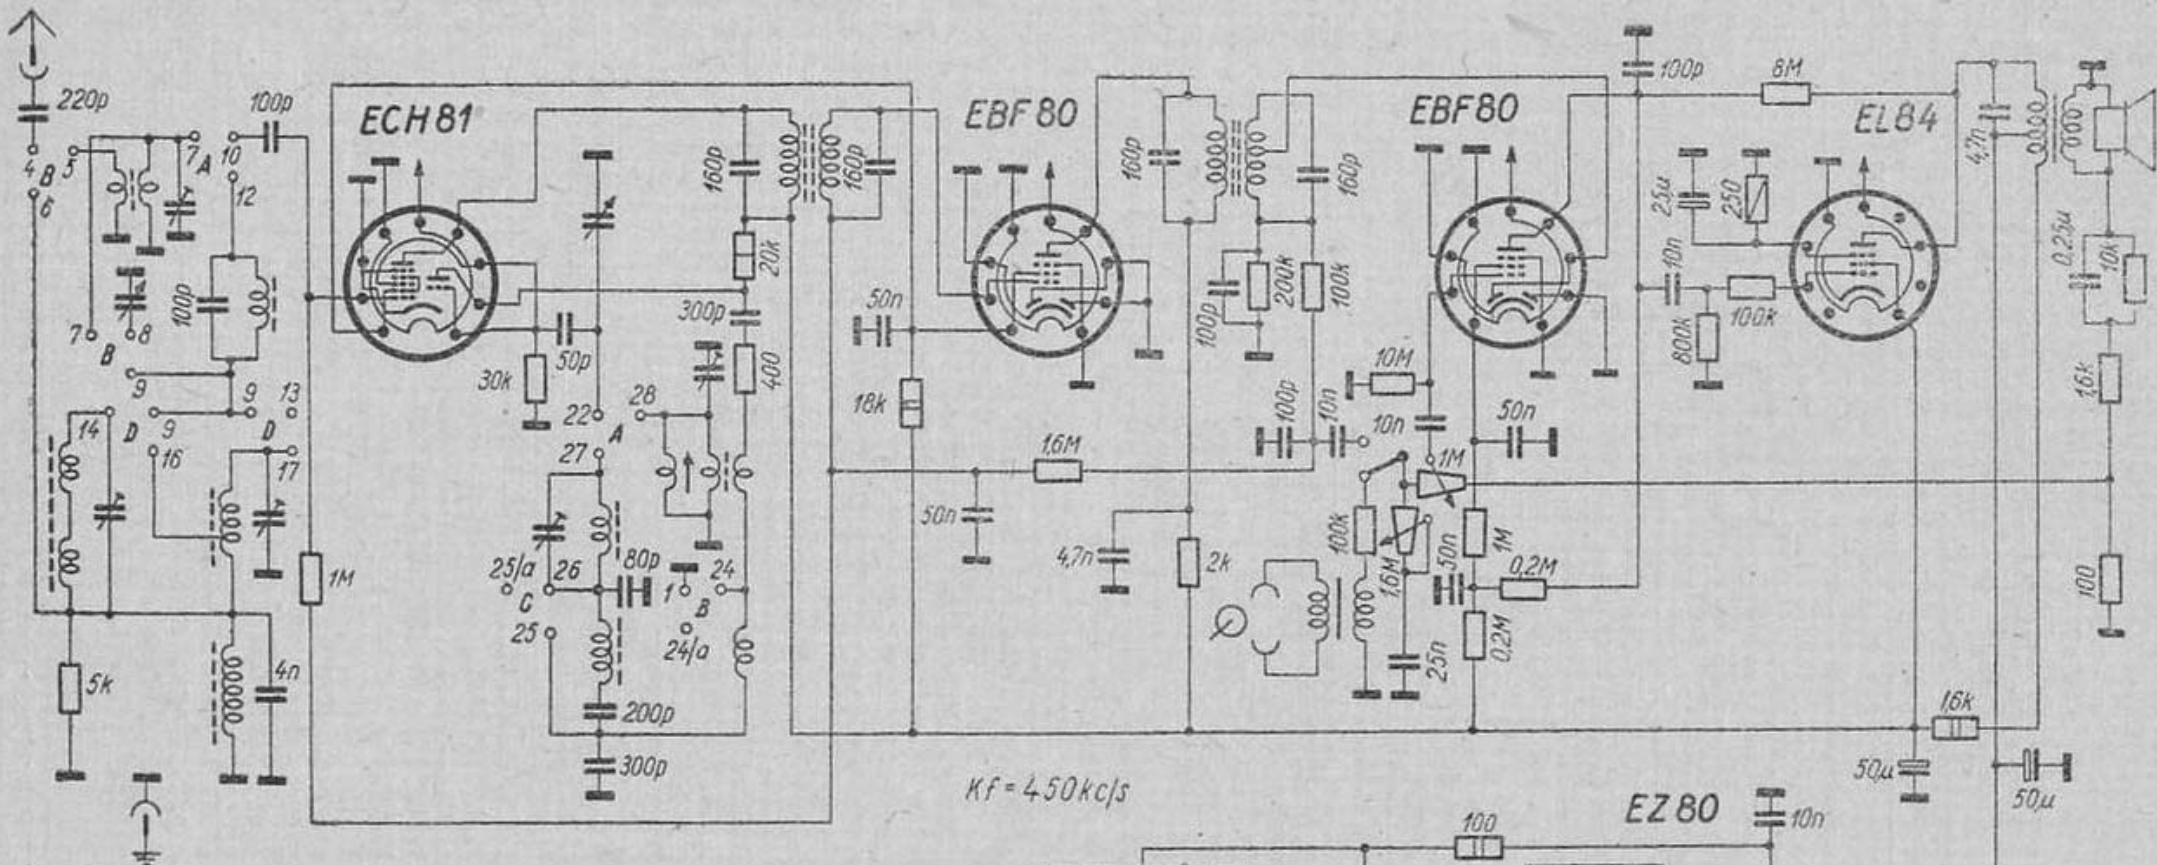 220p
4
B
5
6
7
A
10
12
100p
100p
7
8
B
9
14
D
9
9
D
13
16
17
5k
4n
1M
ECH81
30k
50p
22
A
28
27
25/a
C
26
25
80p
1
B
24
24/a
200p
300p
160p
160p
20k
300p
400
EBF80
50n
18k
1,6M
50n
4,7n
2k
160p
160p
100p
200k
100k
100p
10n
10M
10n
EBF80
50n
1M
100k
1,6M
50n
1M
0,2M
0,2M
25n
100p
8M
EL84
25µ
250
10n
80k
100k
4,7n
0,25µ
10k
1,6k
100
1,6k
50µ
50µ
Kf = 450kc/s
EZ80
100
10n